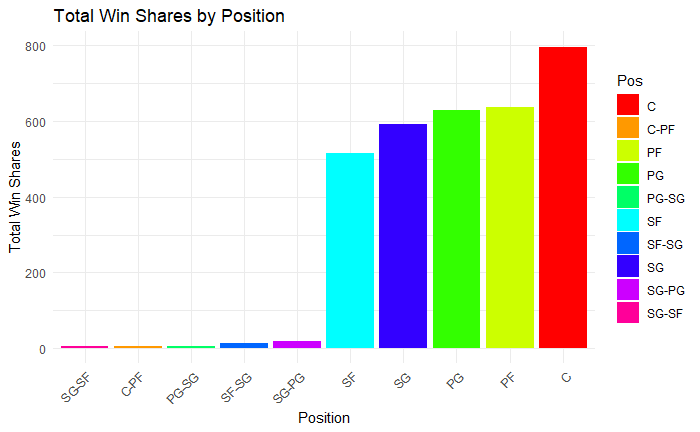 Total Win Shares by Position
Total Win Shares
800
600
400
200
0
SG-SF
C-PF
PG-SG
SF-SG
SG-PG
SF
SG
PG
PF
C
Position
Pos
C
C-PF
PF
PG
PG-SG
SF
SF-SG
SG
SG-PG
SG-SF